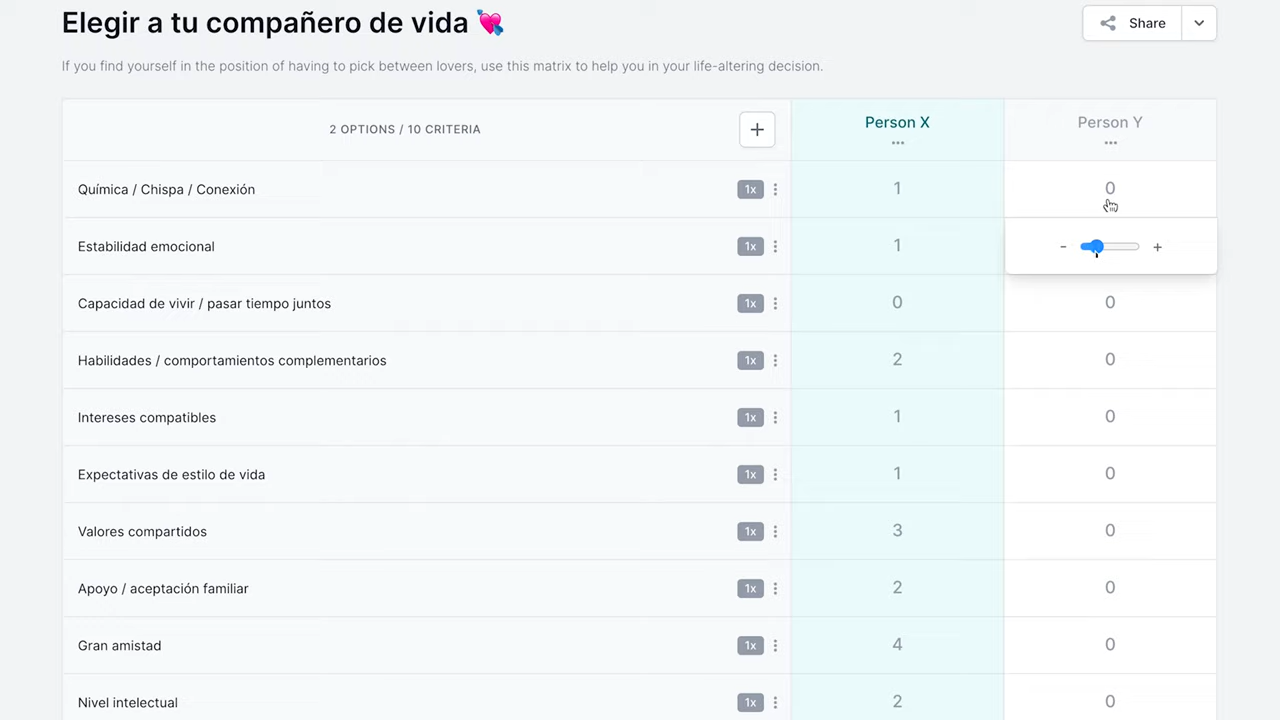 Elegir a tu compañero de vida 💘
Share
If you find yourself in the position of having to pick between lovers, use this matrix to help you in your life-altering decision.
2 OPTIONS / 10 CRITERIA + Person X Person Y
Química / Chispa / Conexión 1x 1 0
Estabilidad emocional 1x 1 - +
Capacidad de vivir / pasar tiempo juntos 1x 0 0
Habilidades / comportamientos complementarios 1x 2 0
Intereses compatibles 1x 1 0
Expectativas de estilo de vida 1x 1 0
Valores compartidos 1x 3 0
Apoyo / aceptación familiar 1x 2 0
Gran amistad 1x 4 0
Nivel intelectual 1x 2 0